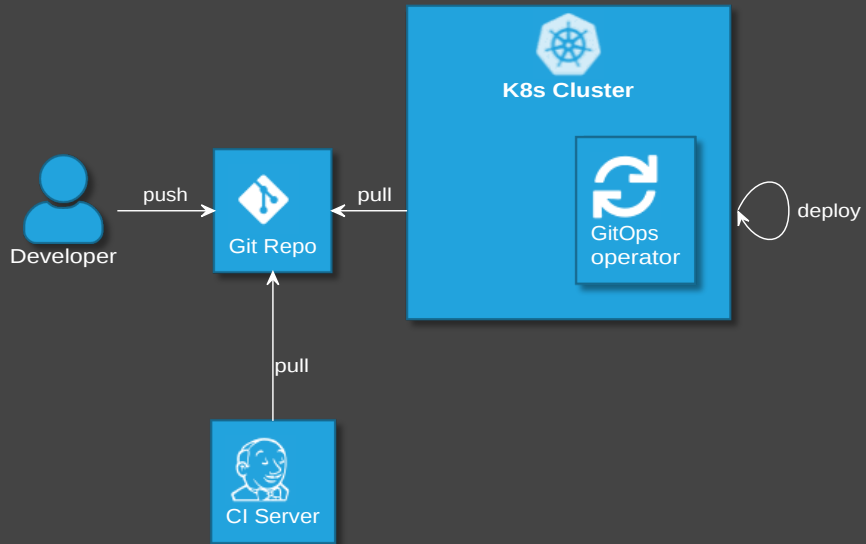 K8s Cluster
Developer
push
Git Repo
pull
GitOps
operator
deploy
pull
CI Server